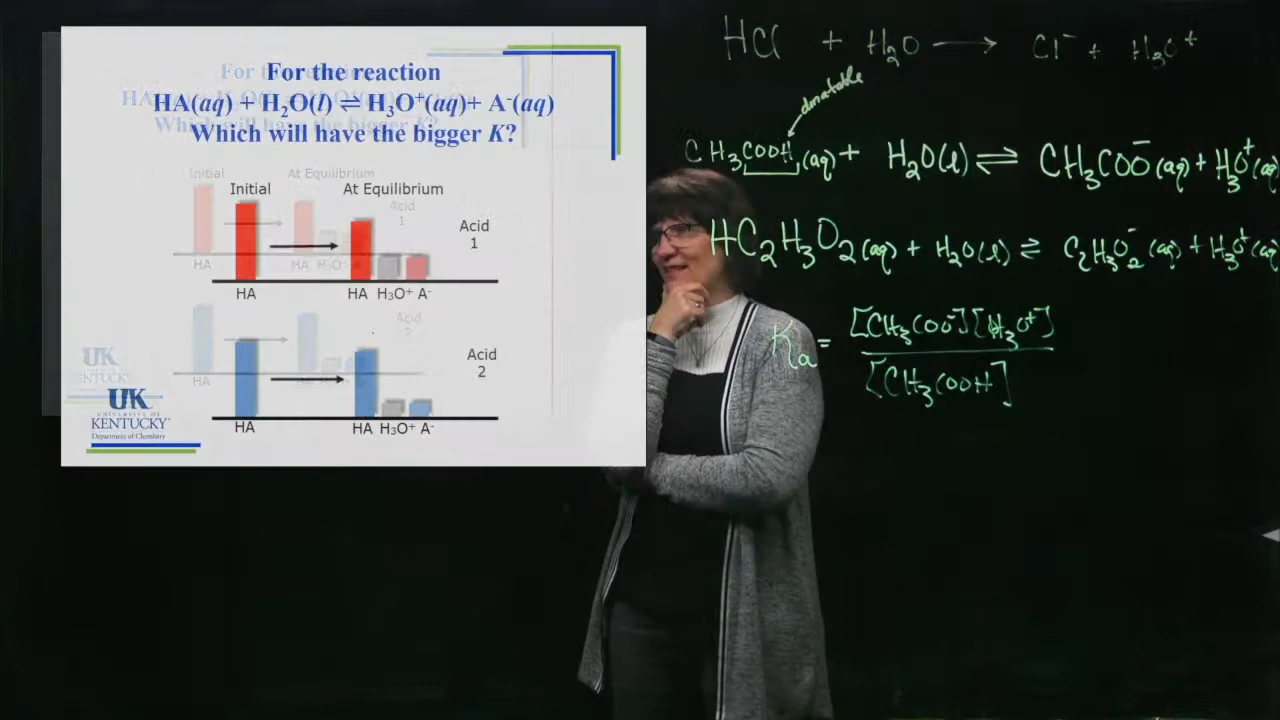 For the reaction
HA(aq) + H₂O(l) ⇌ H₃O⁺(aq)+ A⁻(aq)
Which will have the bigger K?
Initial
At Equilibrium
Acid
1
HA
HA H₃O⁺ A⁻
Acid
2
HA
HA H₃O⁺ A⁻
UK
UNIVERSITY OF
KENTUCKY
Department of Chemistry
HCl + H₂O ⟶ Cl⁻ + H₃O⁺
donatable
CH₃COOH(aq) + H₂O(l) ⇌ CH₃COO⁻(aq) + H₃O⁺(aq)
HC₂H₃O₂(aq) + H₂O(l) ⇌ C₂H₃O₂⁻(aq) + H₃O⁺(aq)
Kₐ = [CH₃COO⁻][H₃O⁺]
[CH₃COOH]